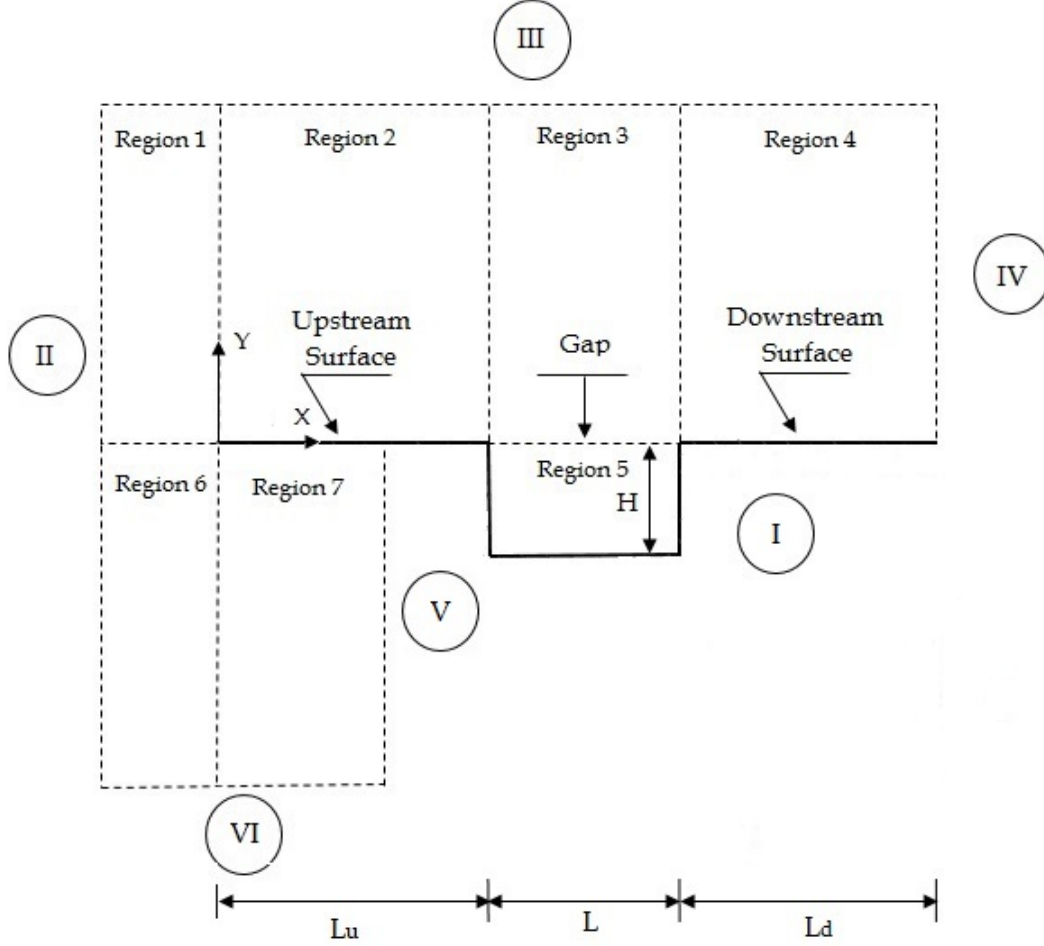 III
Region 1
Region 2
Region 3
Region 4
IV
II
Upstream
Surface
Gap
Downstream
Surface
Y
X
Region 6
Region 7
Region 5
H
I
V
VI
Lu
L
Ld